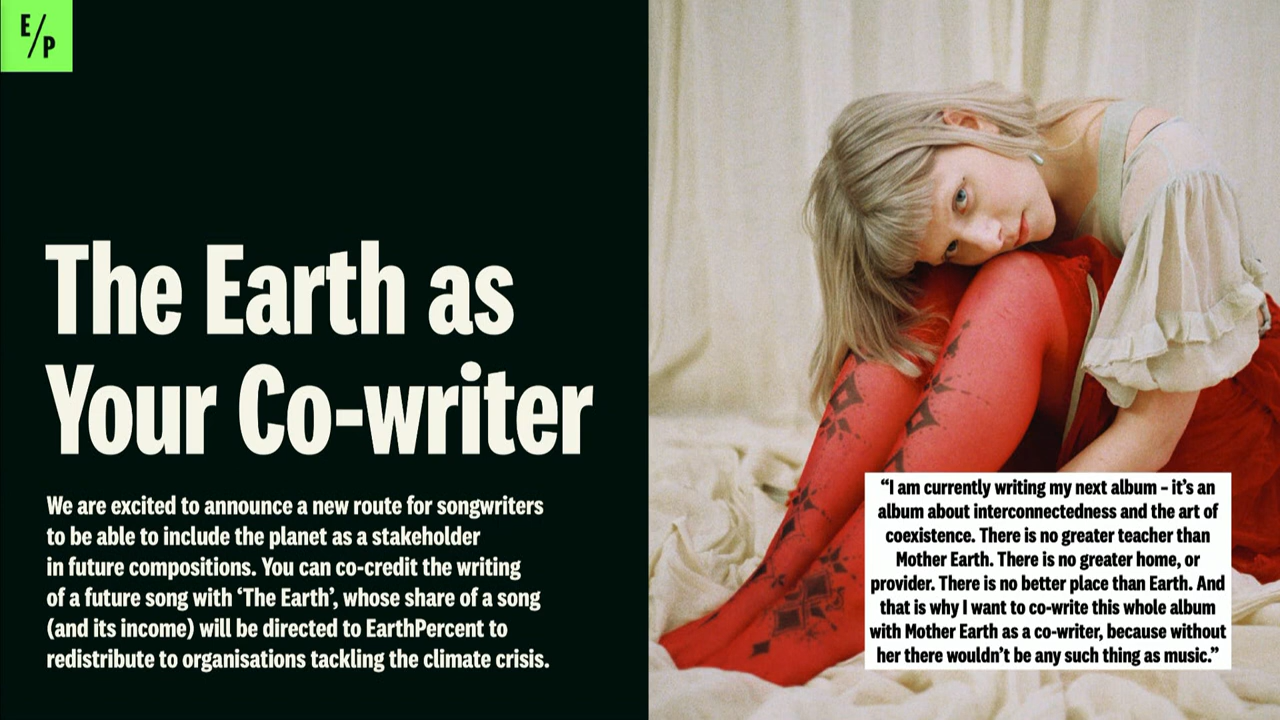 E/P
The Earth as
Your Co-writer
We are excited to announce a new route for songwriters
to be able to include the planet as a stakeholder
in future compositions. You can co-credit the writing
of a future song with ‘The Earth’, whose share of a song
(and its income) will be directed to EarthPercent to
redistribute to organisations tackling the climate crisis.
“I am currently writing my next album – it’s an
album about interconnectedness and the art of
coexistence. There is no greater teacher than
Mother Earth. There is no greater home, or
provider. There is no better place than Earth. And
that is why I want to co-write this whole album
with Mother Earth as a co-writer, because without
her there wouldn’t be any such thing as music.”